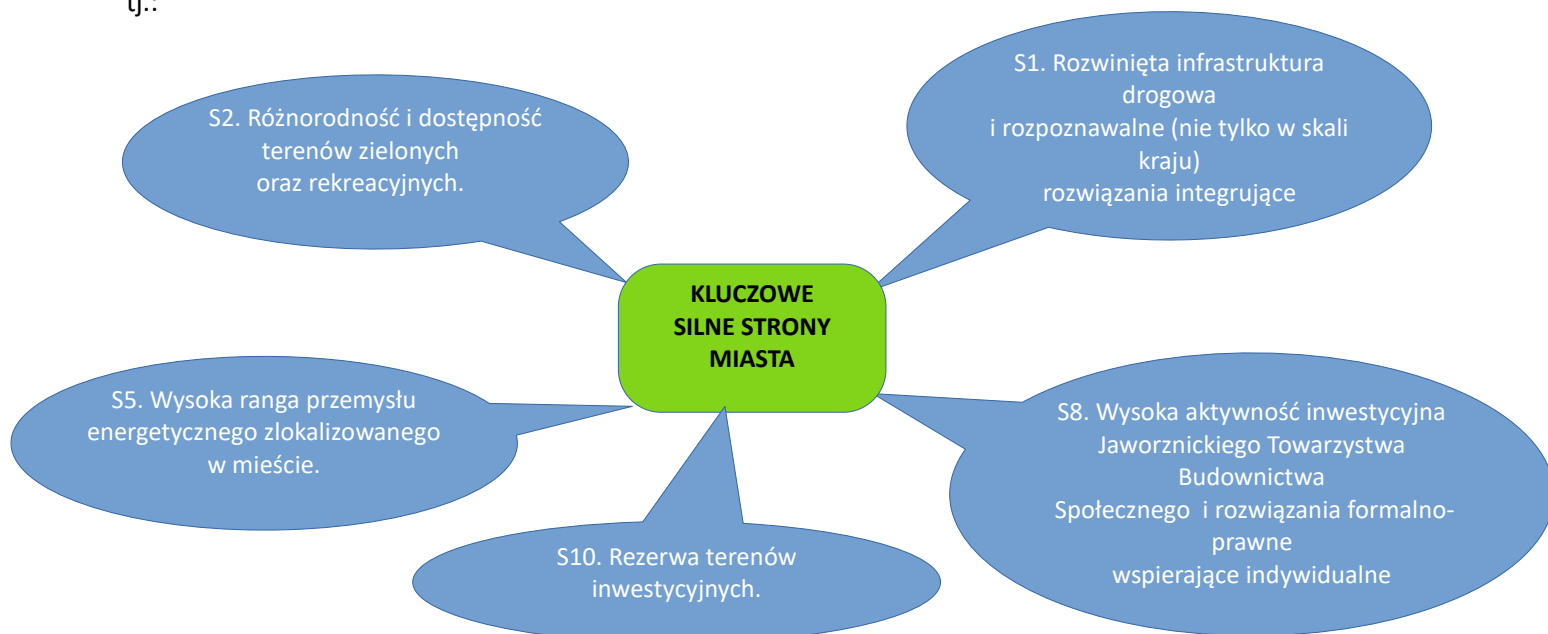 tj.:
S1. Rozwinięta infrastruktura
drogowa
i rozpoznawalne (nie tylko w skali
kraju)
rozwiązania integrujące
S2. Różnorodność i dostępność
terenów zielonych
oraz rekreacyjnych.
KLUCZOWE
SILNE STRONY
MIASTA
S5. Wysoka ranga przemysłu
energetycznego zlokalizowanego
w mieście.
S8. Wysoka aktywność inwestycyjna
Jaworznickiego Towarzystwa
Budownictwa
Społecznego i rozwiązania formalno-
prawne
wspierające indywidualne
S10. Rezerwa terenów
inwestycyjnych.